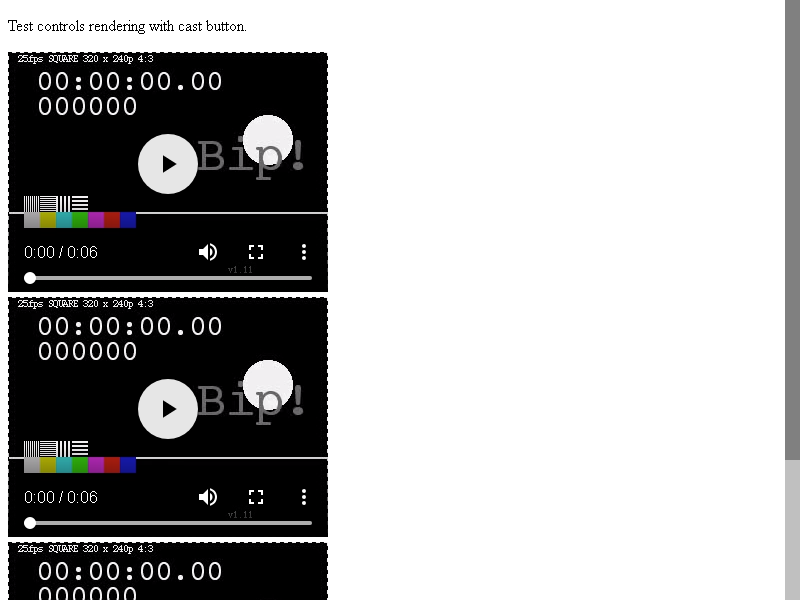 Test controls rendering with cast button.
25fps SQUARE 320 x 240p 4:3
00:00:00.00
000000
Bip!
0:00 / 0:06
v1.11
25fps SQUARE 320 x 240p 4:3
00:00:00.00
000000
Bip!
0:00 / 0:06
v1.11
25fps SQUARE 320 x 240p 4:3
00:00:00.00
000000